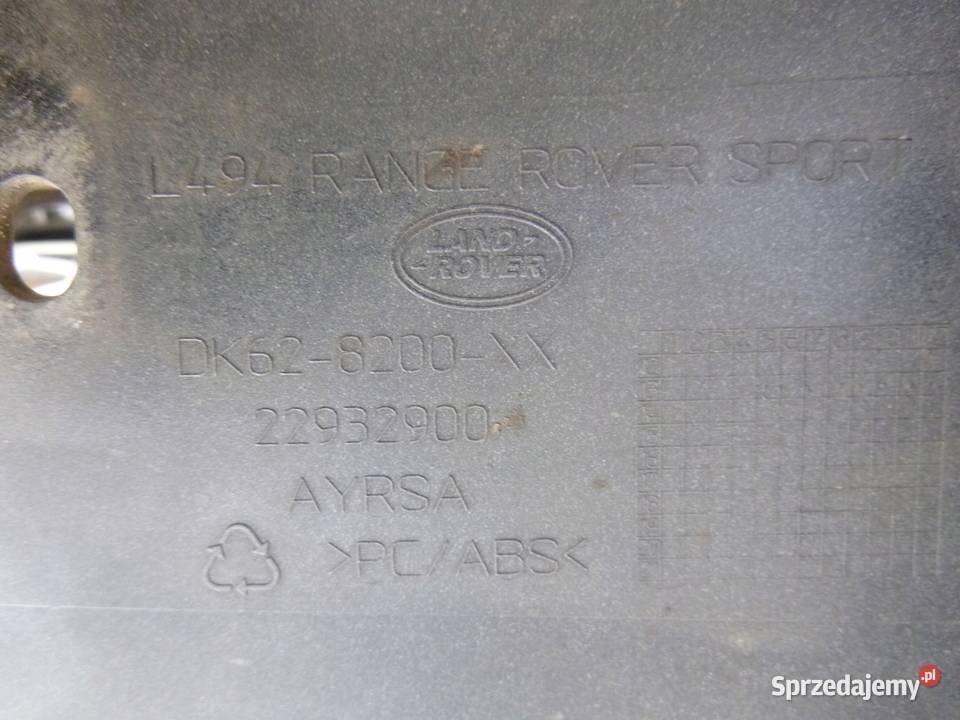 L494 RANGE ROVER SPORT
LAND
ROVER
DK62-8200-XX
22932900
AYRSA
>PC/ABS<
Sprzedajemy.pl